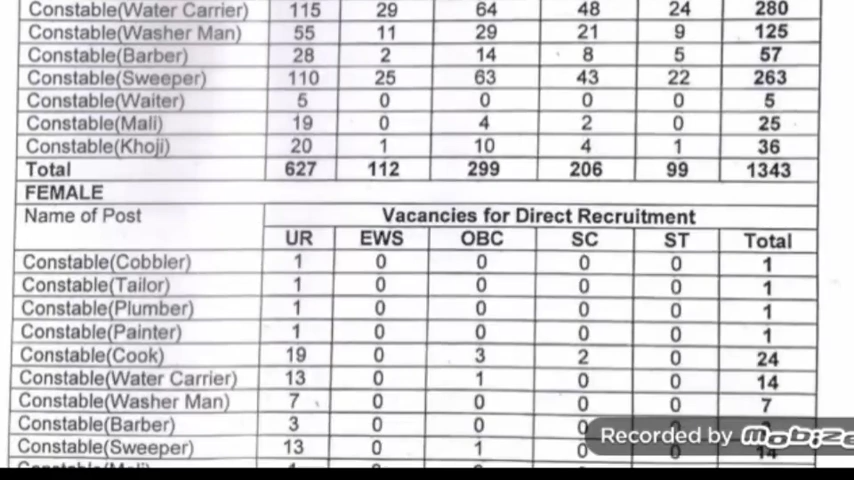 Constable(Water Carrier) 115 29 64 48 24 280
Constable(Washer Man) 55 11 29 21 9 125
Constable(Barber) 28 2 14 8 5 57
Constable(Sweeper) 110 25 63 43 22 263
Constable(Waiter) 5 0 0 0 0 5
Constable(Mali) 19 0 4 2 0 25
Constable(Khoji) 20 1 10 4 1 36
Total 627 112 299 206 99 1343
FEMALE
Name of Post Vacancies for Direct Recruitment
UR EWS OBC SC ST Total
Constable(Cobbler) 1 0 0 0 0 1
Constable(Tailor) 1 0 0 0 0 1
Constable(Plumber) 1 0 0 0 0 1
Constable(Painter) 1 0 0 0 0 1
Constable(Cook) 19 0 3 2 0 24
Constable(Water Carrier) 13 0 1 0 0 14
Constable(Washer Man) 7 0 0 0 0 7
Constable(Barber) 3 0 0 0
Constable(Sweeper) 13 0 1 0 0 14
Constable(Mali)
Recorded by mobizen